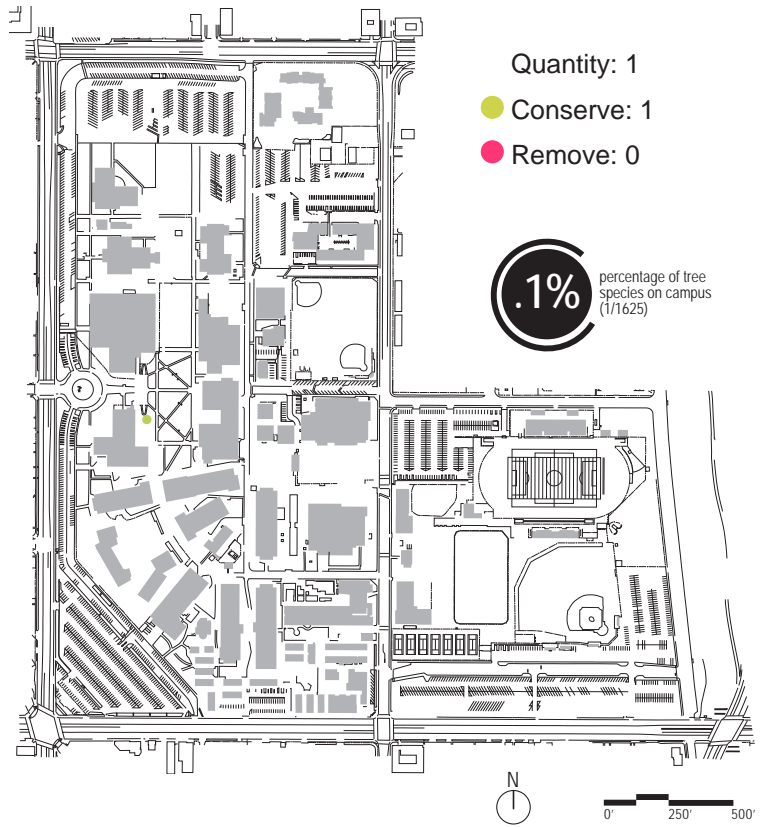 Quantity: 1
Conserve: 1
Remove: 0
.1%
percentage of tree
species on campus
(1/1625)
N
0'
250'
500'